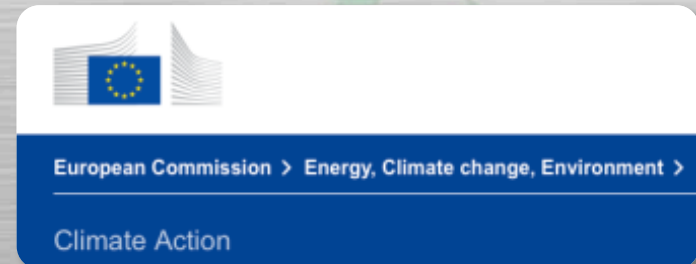 European Commission > Energy, Climate change, Environment >
Climate Action